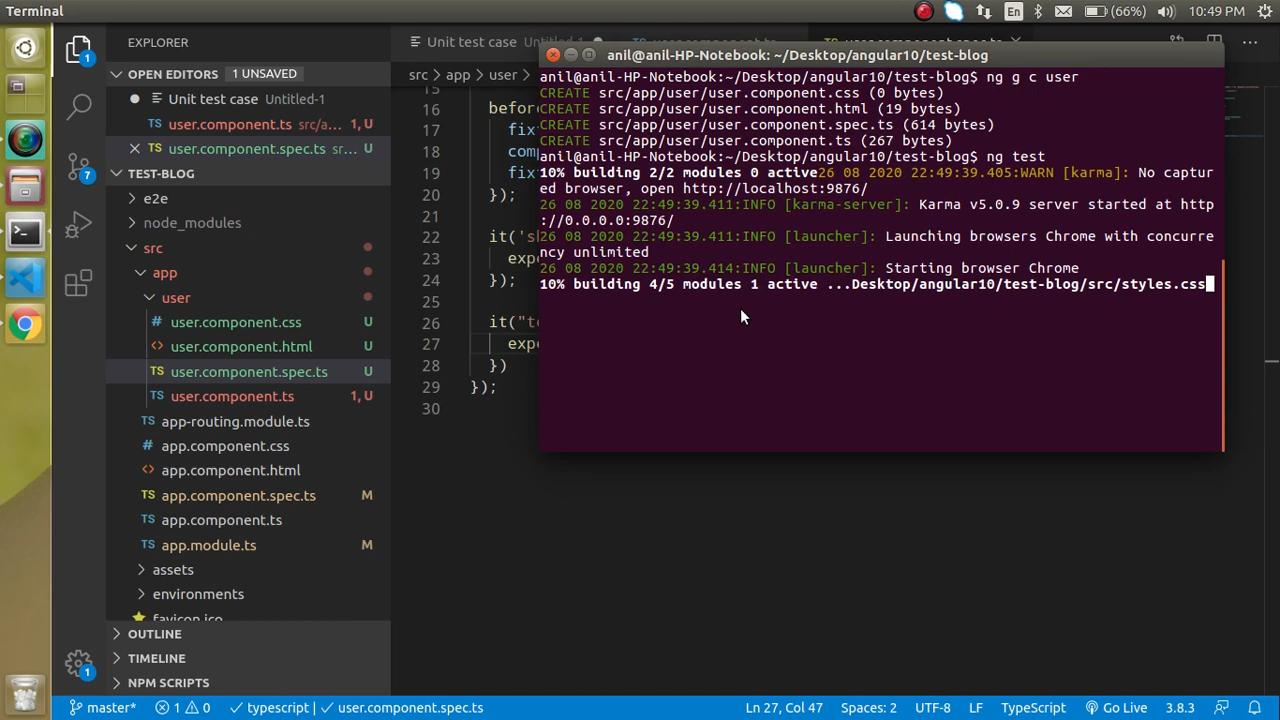 Terminal
En
(66%)
10:49 PM
EXPLORER
OPEN EDITORS
1 UNSAVED
Unit test case Untitled-1
user.component.ts src/a... 1, U
user.component.spec.ts sr... U
TEST-BLOG
e2e
node_modules
src
app
user
user.component.css U
user.component.html U
user.component.spec.ts U
user.component.ts 1, U
app-routing.module.ts
app.component.css
app.component.html
app.component.spec.ts M
app.component.ts
app.module.ts M
assets
environments
favicon.ico
OUTLINE
TIMELINE
NPM SCRIPTS
Unit test case
src > app > user
15
16 before
17 fix
18 com
19 fix
20 });
21
22 it('s
23 expe
24 });
25
26 it("t
27 expe
28 })
29 });
30
anil@anil-HP-Notebook: ~/Desktop/angular10/test-blog
anil@anil-HP-Notebook:~/Desktop/angular10/test-blog$ ng g c user
CREATE src/app/user/user.component.css (0 bytes)
CREATE src/app/user/user.component.html (19 bytes)
CREATE src/app/user/user.component.spec.ts (614 bytes)
CREATE src/app/user/user.component.ts (267 bytes)
anil@anil-HP-Notebook:~/Desktop/angular10/test-blog$ ng test
10% building 2/2 modules 0 active26 08 2020 22:49:39.405:WARN [karma]: No captur
ed browser, open http://localhost:9876/
26 08 2020 22:49:39.411:INFO [karma-server]: Karma v5.0.9 server started at http
://0.0.0.0:9876/
26 08 2020 22:49:39.411:INFO [launcher]: Launching browsers Chrome with concurre
ncy unlimited
26 08 2020 22:49:39.414:INFO [launcher]: Starting browser Chrome
10% building 4/5 modules 1 active ...Desktop/angular10/test-blog/src/styles.css
1
7
1
master*
1 0
typescript | user.component.spec.ts
Ln 27, Col 47
Spaces: 2
UTF-8
LF
TypeScript
Go Live
3.8.3